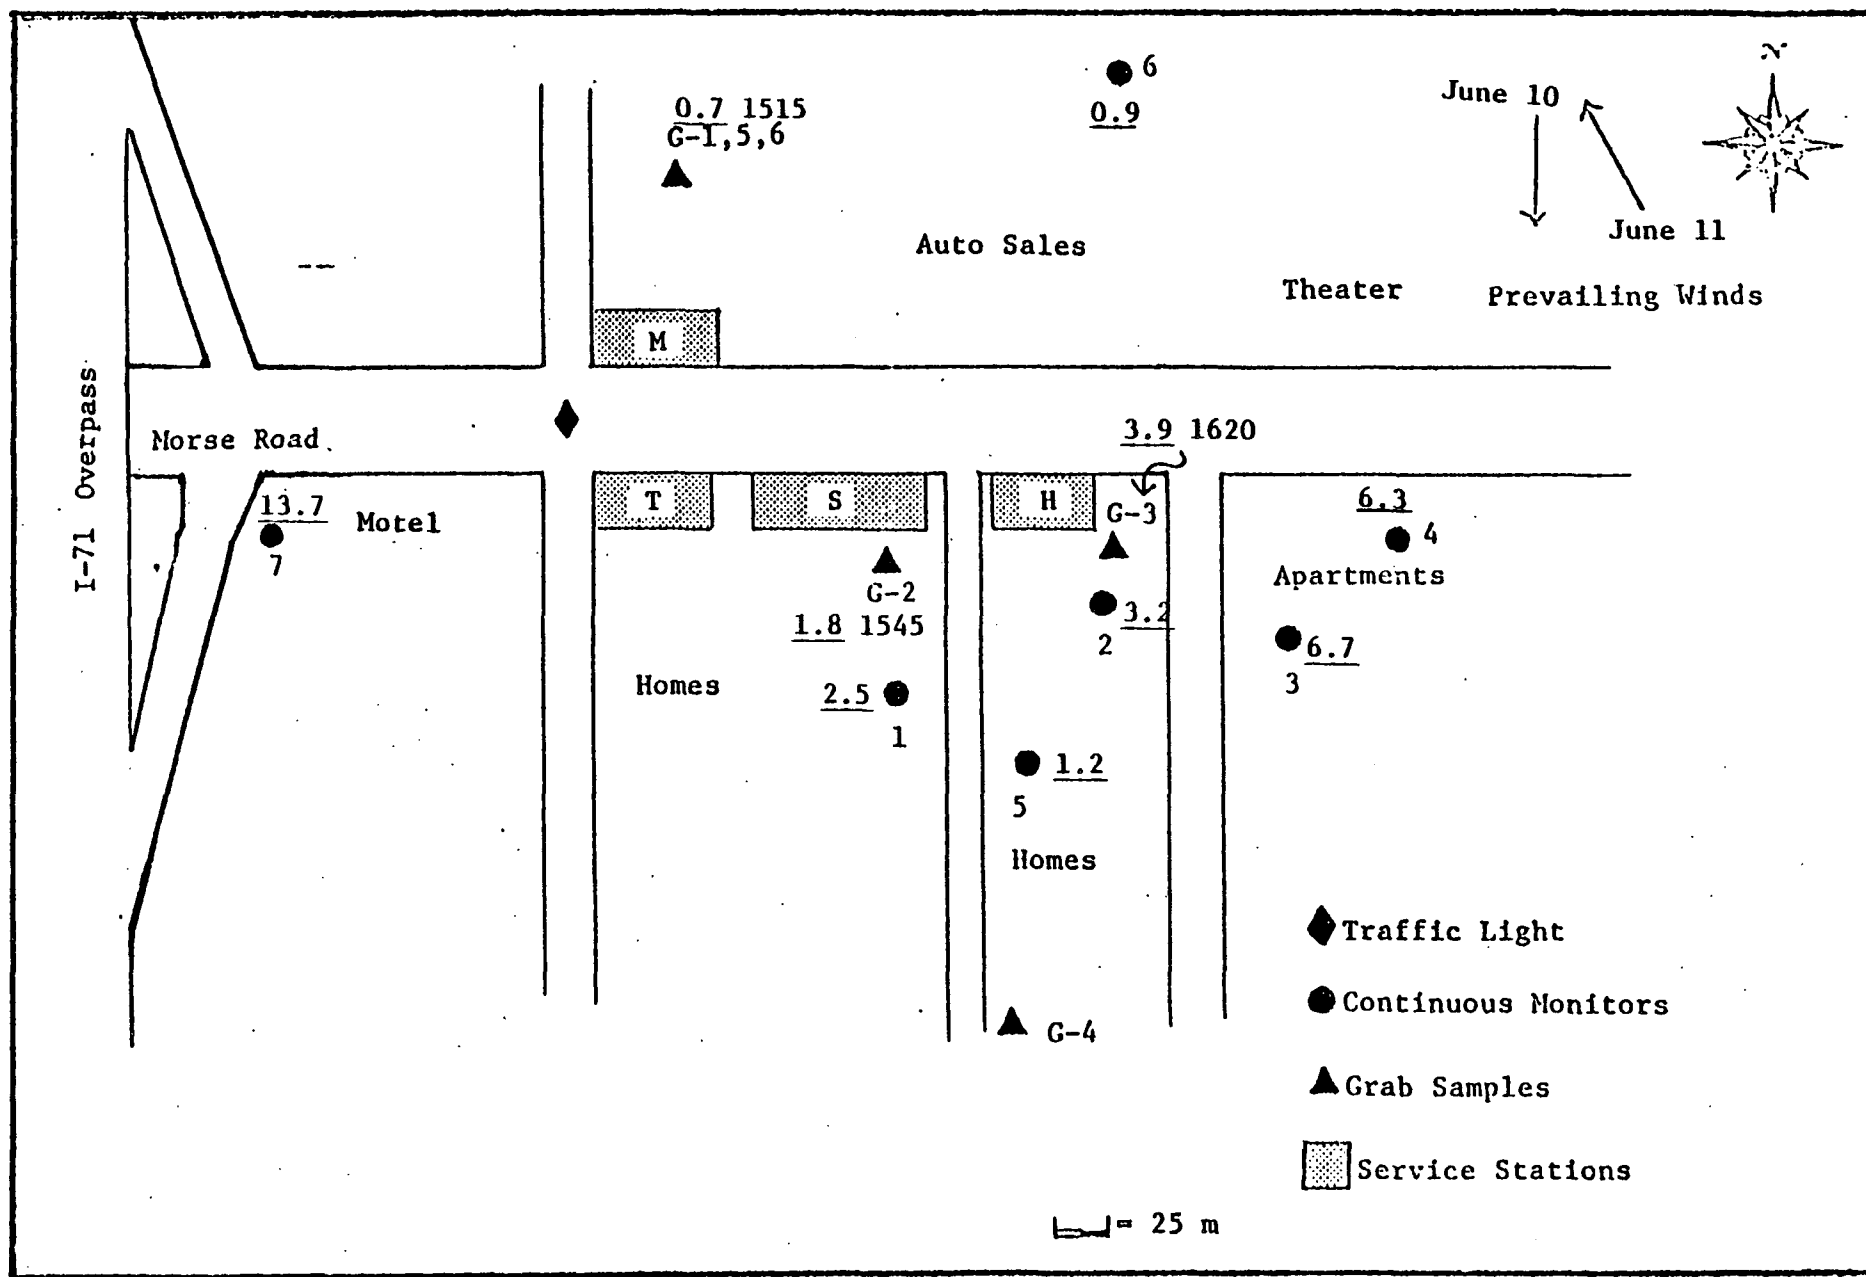 N
6
0.9
0.7 1515
G-1,5,6
June 10
June 11
Prevailing Winds
Auto Sales
Theater
M
I-71 Overpass
Morse Road
3.9 1620
13.7
7
Motel
T
S
H
G-3
6.3
4
Apartments
G-2
1.8 1545
3.2
2
6.7
3
Homes
2.5
1
1.2
5
Homes
G-4
Traffic Light
Continuous Monitors
Grab Samples
Service Stations
= 25 m